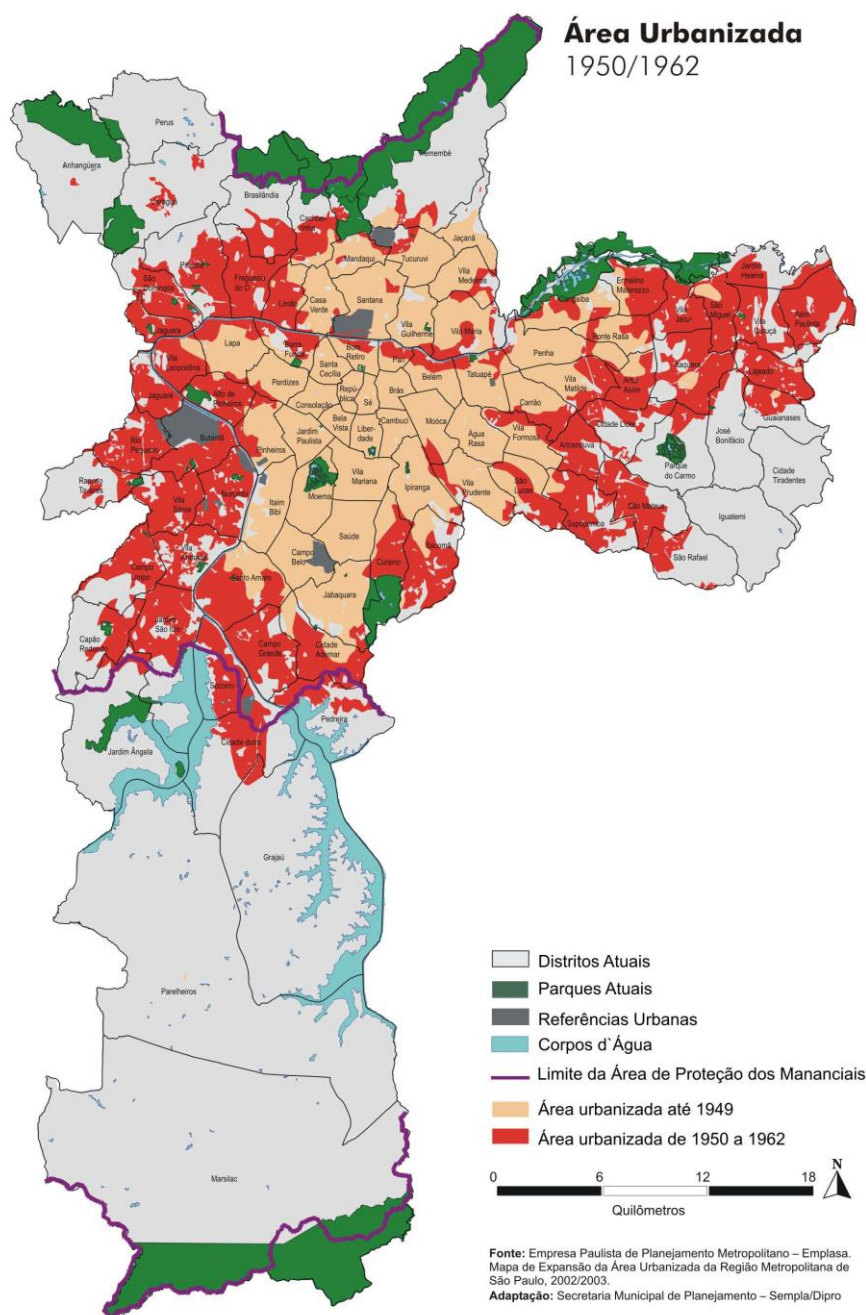 Área Urbanizada
1950/1962
Perus
Anhangüera
Tremembé
Jaraguá
Brasilândia
Cachoei-
rinha
Jaçanã
Mandaqui
Tucuruvi
Pirituba
São
Domingos
Freguesia
do Ó
Vila
Medeiros
Limão
Casa
Verde
Santana
Jaguara
Vila
Guilherme
Vila Maria
Cangaíba
Ermelino
Matarazzo
Jardim
Helena
Vila
Jacuí
São
Miguel
Vila
Curuçá
Itaim
Paulista
Ponte Rasa
Lapa
Barra
Funda
Bom
Retiro
Pari
Vila
Leopoldina
Santa
Cecília
Perdizes
Repú-
blica
Sé
Brás
Belém
Tatuapé
Penha
Vila
Matilde
Artur
Alvim
Itaquera
Lajeado
Guaianases
Jaguaré
Alto de
Pinheiros
Consolação
Bela
Vista
Liber-
dade
Cambuci
Moóca
Carrão
Cidade Líder
José
Bonifácio
Butantã
Rio
Pequeno
Jardim
Paulista
Pinheiros
Água
Rasa
Vila
Formosa
Aricanduva
Parque
do Carmo
Cidade
Tiradentes
Raposo
Tavares
Vila
Sônia
Morumbi
Itaim
Bibi
Moema
Vila
Mariana
Ipiranga
Vila
Prudente
São
Lucas
Sapopemba
São Mateus
Iguatemi
São Rafael
Saúde
Vila
Andrade
Campo
Limpo
Campo
Belo
Cursino
Sacomã
Santo Amaro
Jabaquara
Capão
Redondo
Jardim
São Luís
Campo
Grande
Cidade
Ademar
Socorro
Pedreira
Jardim Ângela
Cidade dutra
Grajaú
Parelheiros
Marsilac
Distritos Atuais
Parques Atuais
Referências Urbanas
Corpos d`Água
Limite da Área de Proteção dos Mananciais
Área urbanizada até 1949
Área urbanizada de 1950 a 1962
0 6 12 18
Quilômetros
N
Fonte: Empresa Paulista de Planejamento Metropolitano – Emplasa.
Mapa de Expansão da Área Urbanizada da Região Metropolitana de
São Paulo, 2002/2003.
Adaptação: Secretaria Municipal de Planejamento – Sempla/Dipro